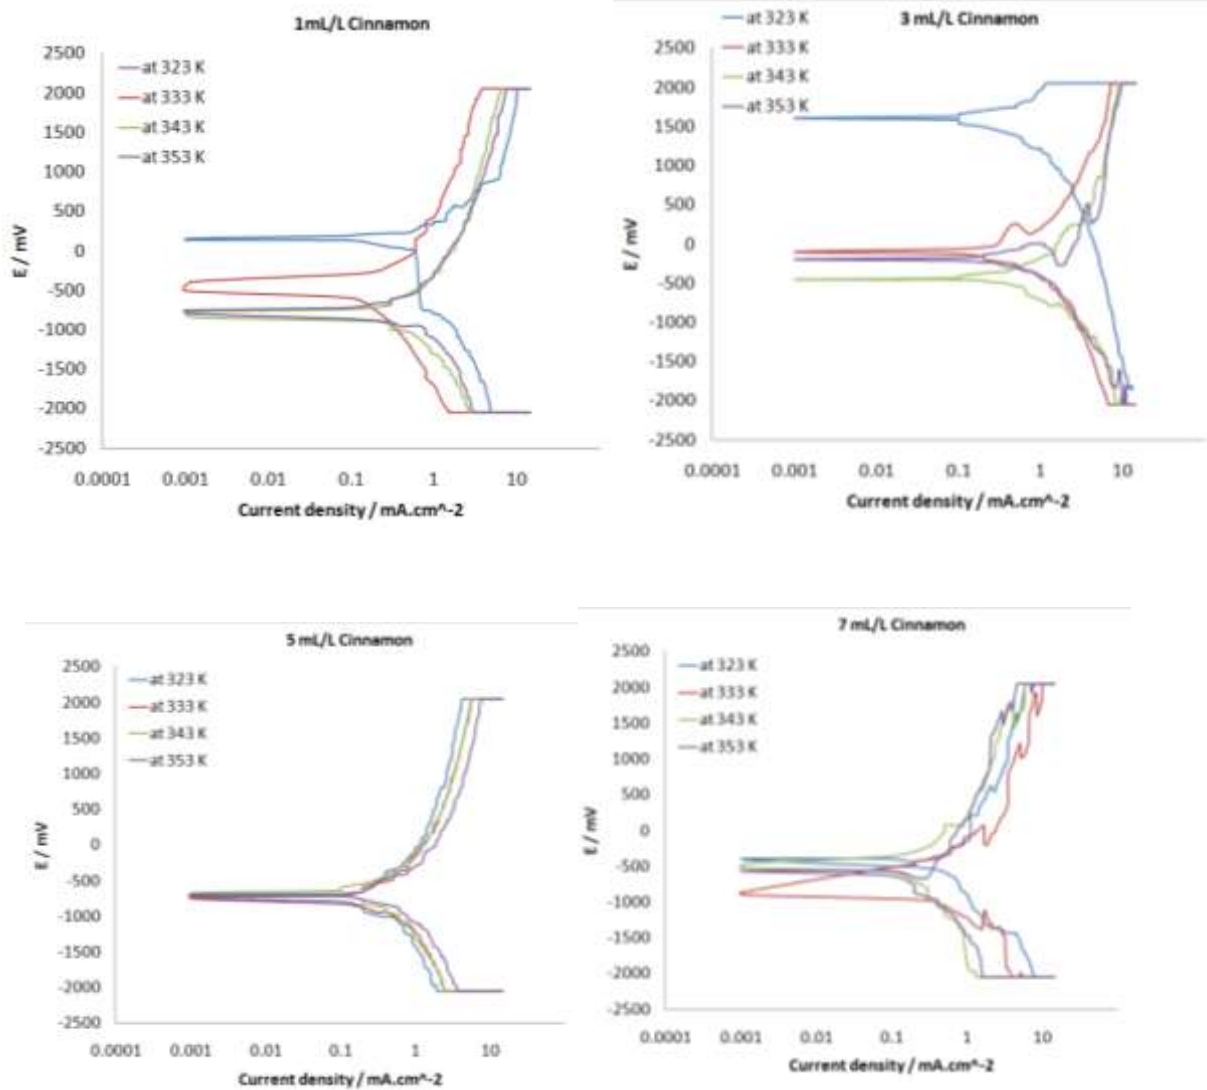 1mL/L Cinnamon
2500
2000
1500
1000
500
0
-500
-1000
-1500
-2000
-2500
E / mV
at 323 K
at 333 K
at 343 K
at 353 K
0.0001 0.001 0.01 0.1 1 10
Current density / mA.cm^-2
3 mL/L Cinnamon
at 323 K
at 333 K
at 343 K
at 353 K
2500
2000
1500
1000
500
0
-500
-1000
-1500
-2000
-2500
E / mV
0.0001 0.001 0.01 0.1 1 10
Current density / mA.cm^-2
5 mL/L Cinnamon
2500
2000
1500
1000
500
0
-500
-1000
-1500
-2000
-2500
E / mV
at 323 K
at 333 K
at 343 K
at 353 K
0.0001 0.001 0.01 0.1 1 10
Current density / mA.cm^-2
7 mL/L Cinnamon
2500
2000
1500
1000
500
0
-500
-1000
-1500
-2000
-2500
E / mV
at 323 K
at 333 K
at 343 K
at 353 K
0.0001 0.001 0.01 0.1 1 10
Current density / mA.cm^-2